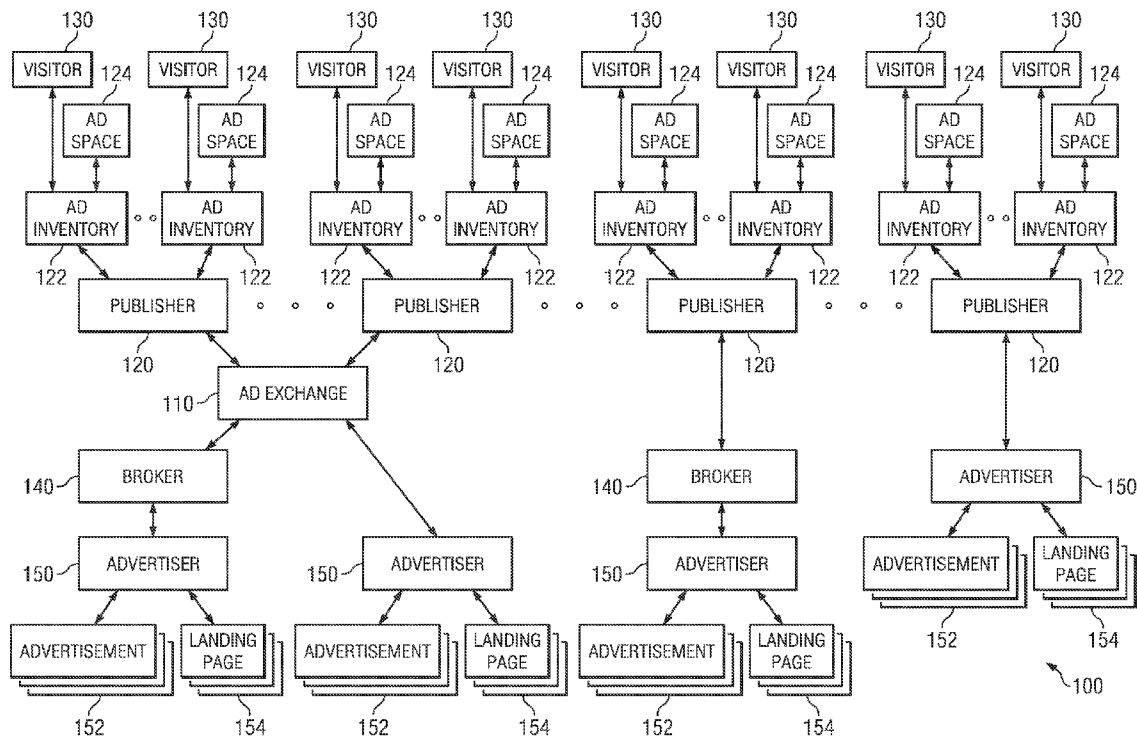 130 130 130 130 130 130 130 130
VISITOR VISITOR VISITOR VISITOR VISITOR VISITOR VISITOR VISITOR
124 124 124 124 124 124 124 124
AD AD AD AD AD AD AD AD
SPACE SPACE SPACE SPACE SPACE SPACE SPACE SPACE
AD AD AD AD AD AD AD AD
INVENTORY INVENTORY INVENTORY INVENTORY INVENTORY INVENTORY INVENTORY INVENTORY
122 122 122 122 122 122 122 122
PUBLISHER PUBLISHER PUBLISHER PUBLISHER
120 120 120 120
110 AD EXCHANGE
140 BROKER 140 BROKER ADVERTISER 150
150 ADVERTISER 150 ADVERTISER 150 ADVERTISER ADVERTISEMENT LANDING
PAGE
152 154
ADVERTISEMENT LANDING ADVERTISEMENT LANDING ADVERTISEMENT LANDING
PAGE PAGE PAGE
100
152 154 152 154 152 154